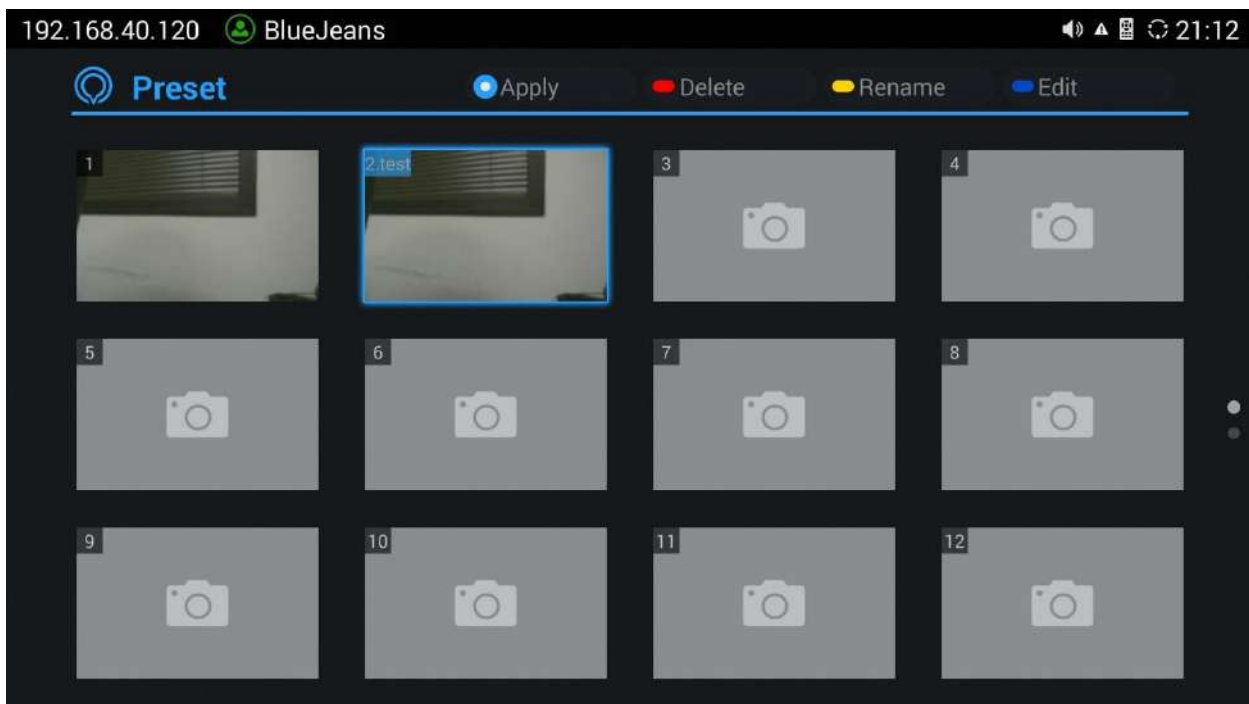 192.168.40.120 BlueJeans 21:12
Preset Apply Delete Rename Edit
1 2.test 3 4
5 6 7 8
9 10 11 12